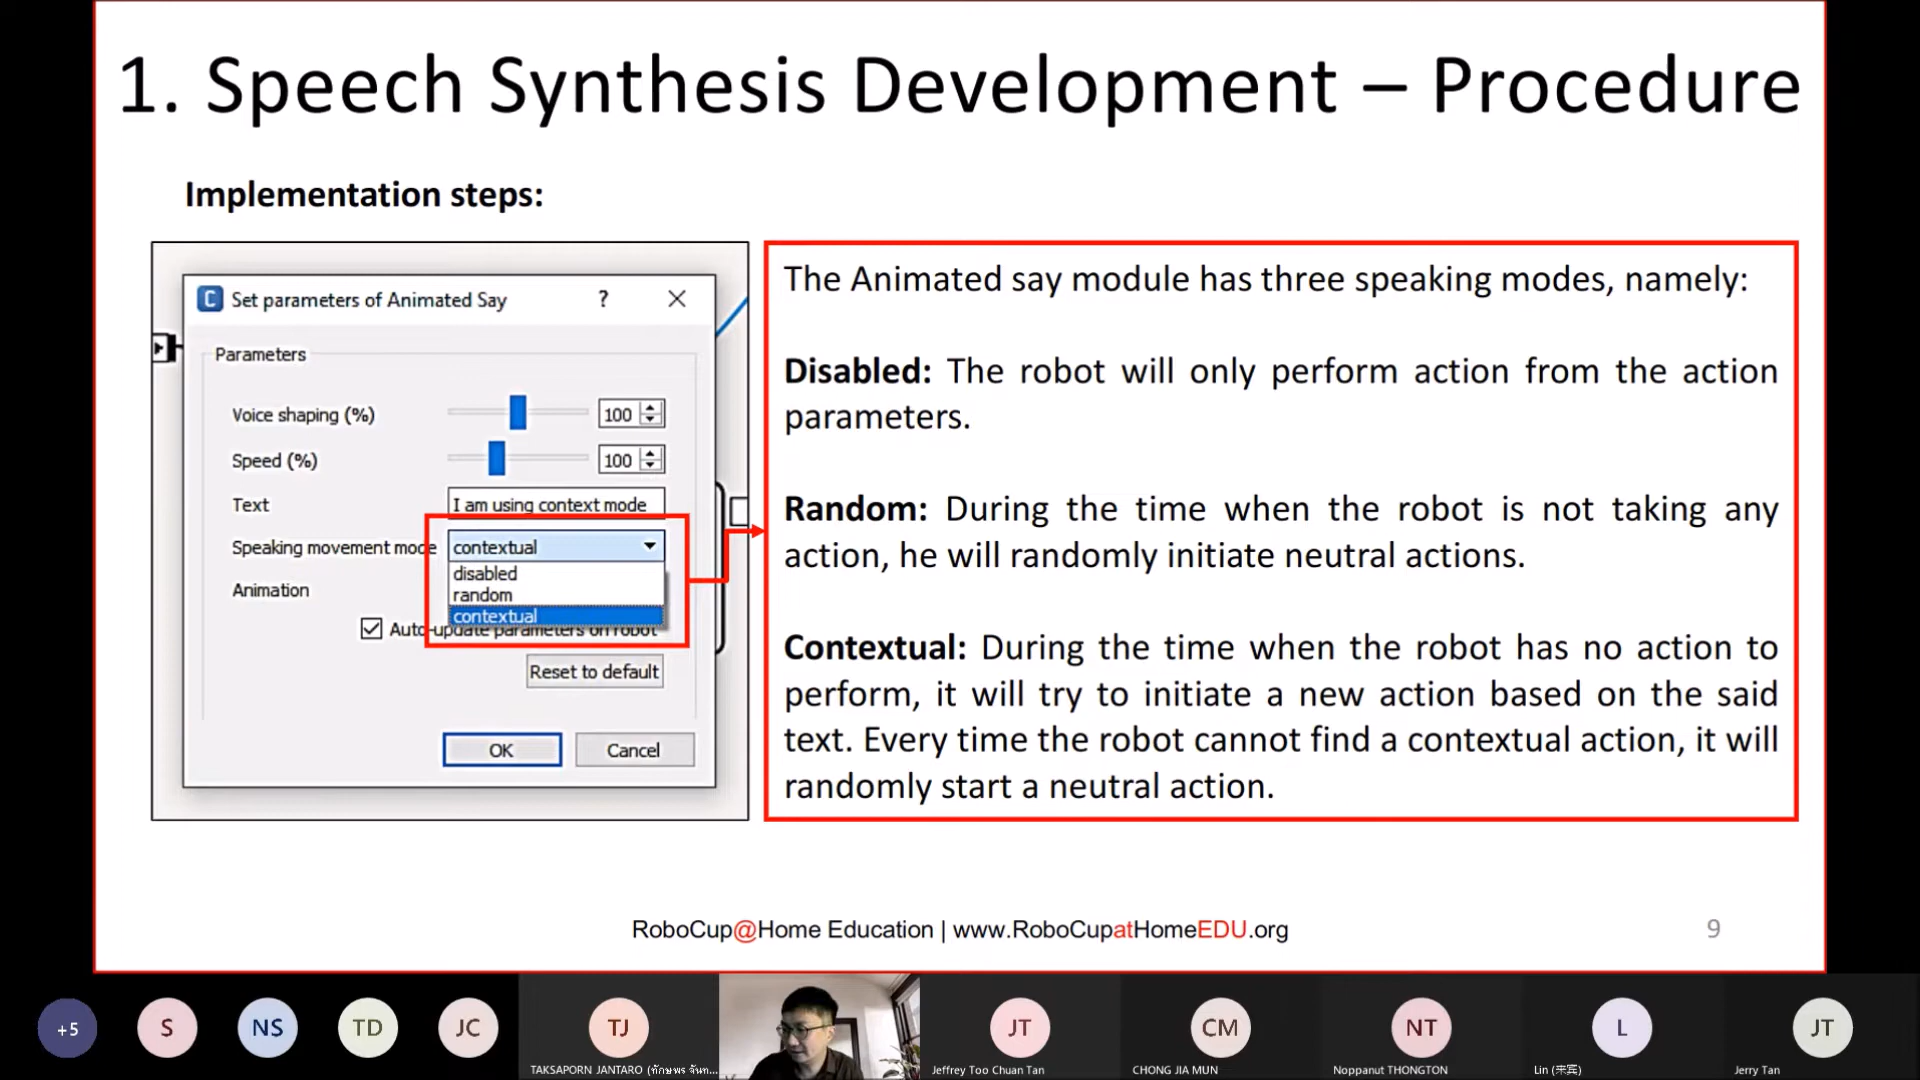 1. Speech Synthesis Development – Procedure
Implementation steps:
Set parameters of Animated Say
?
Parameters
Voice shaping (%)
100
Speed (%)
100
Text
I am using context mode
Speaking movement mode
contextual
disabled
random
contextual
Animation
Auto-update parameters on robot
Reset to default
OK
Cancel
The Animated say module has three speaking modes, namely:
Disabled: The robot will only perform action from the action
parameters.
Random: During the time when the robot is not taking any
action, he will randomly initiate neutral actions.
Contextual: During the time when the robot has no action to
perform, it will try to initiate a new action based on the said
text. Every time the robot cannot find a contextual action, it will
randomly start a neutral action.
RoboCup@Home Education | www.RoboCupatHomeEDU.org
9
+5
S
NS
TD
JC
TJ
JT
CM
NT
L
JT
TAKSAPORN JANTARO
Jeffrey Too Chuan Tan
CHONG JIA MUN
Noppanut THONGTON
Lin (来宾)
Jerry Tan